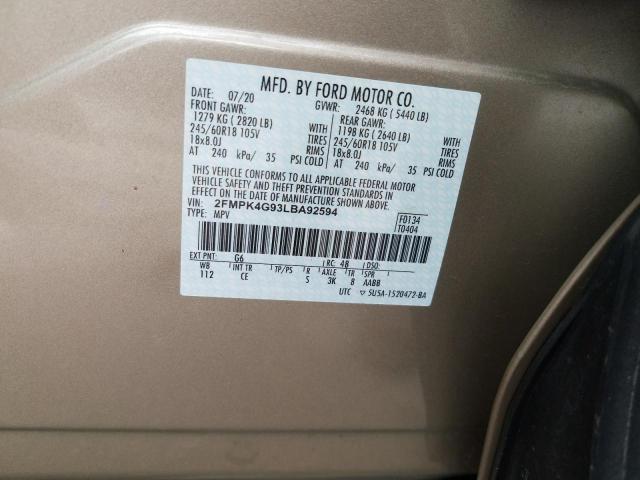 MFD. BY FORD MOTOR CO.
DATE: 07/20 GVWR: 2468 KG ( 5440 LB)
FRONT GAWR: REAR GAWR:
1279 KG ( 2820 LB) WITH 1198 KG ( 2640 LB) WITH
245/60R18 105V TIRES 245/60R18 105V TIRES
18x8.0J RIMS 18x8.0J RIMS
AT 240 kPa/ 35 PSI COLD AT 240 kPa/ 35 PSI COLD
THIS VEHICLE CONFORMS TO ALL APPLICABLE FEDERAL MOTOR
VEHICLE SAFETY AND THEFT PREVENTION STANDARDS IN
EFFECT ON THE DATE OF MANUFACTURE SHOWN ABOVE.
VIN: 2FMPK4G93LBA92594
TYPE: MPV
F0134
T0404
EXT PNT: G6 RC: 48 DSO:
WB INT TR TP/PS R AXLE TR SPR
112 CE S 3K 8 AABB
UTC ▽ 5U5A-1520472-BA